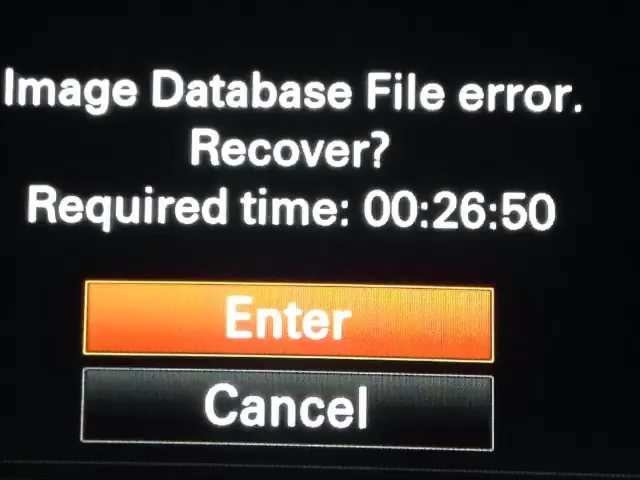 Image Database File error.
Recover?
Required time: 00:26:50
Enter
Cancel